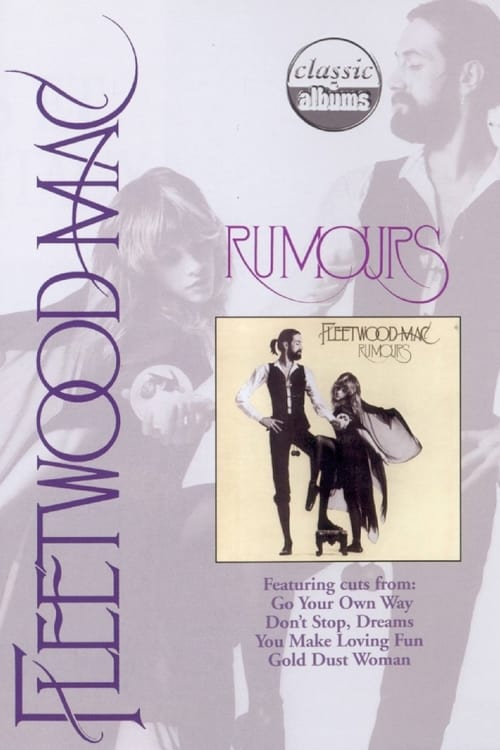 FLEETWOOD MAC
classic
albums
RUMOURS
FLEETWOOD MAC
RUMOURS
Featuring cuts from:
Go Your Own Way
Don't Stop, Dreams
You Make Loving Fun
Gold Dust Woman